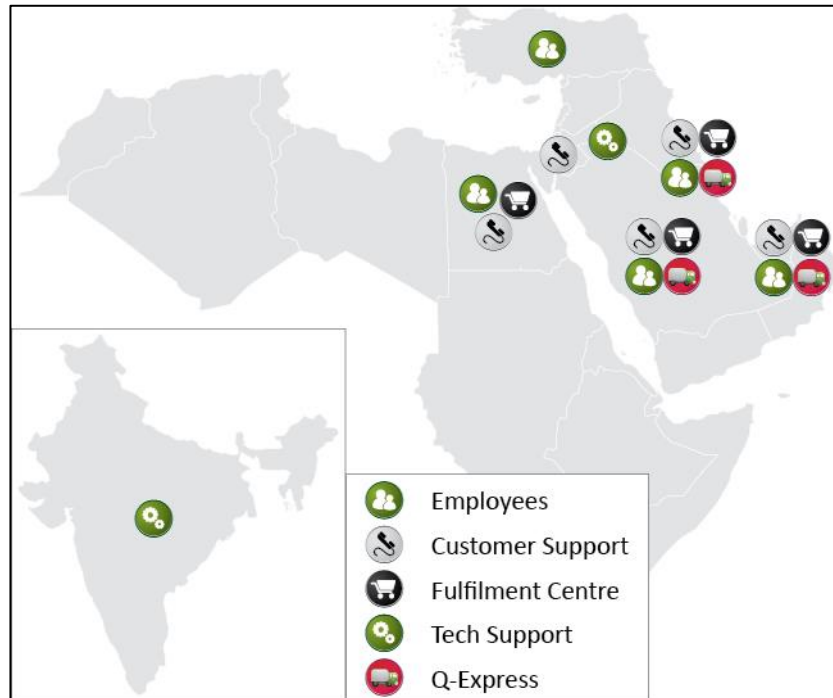 Employees
Customer Support
Fulfilment Centre
Tech Support
Q-Express